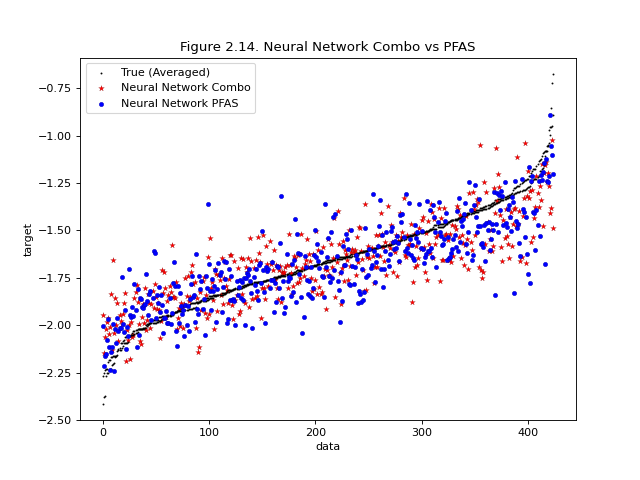 Figure 2.14. Neural Network Combo vs PFAS
True (Averaged)
Neural Network Combo
Neural Network PFAS
−0.75
−1.00
−1.25
−1.50
−1.75
−2.00
−2.25
−2.50
target
0 100 200 300 400
data